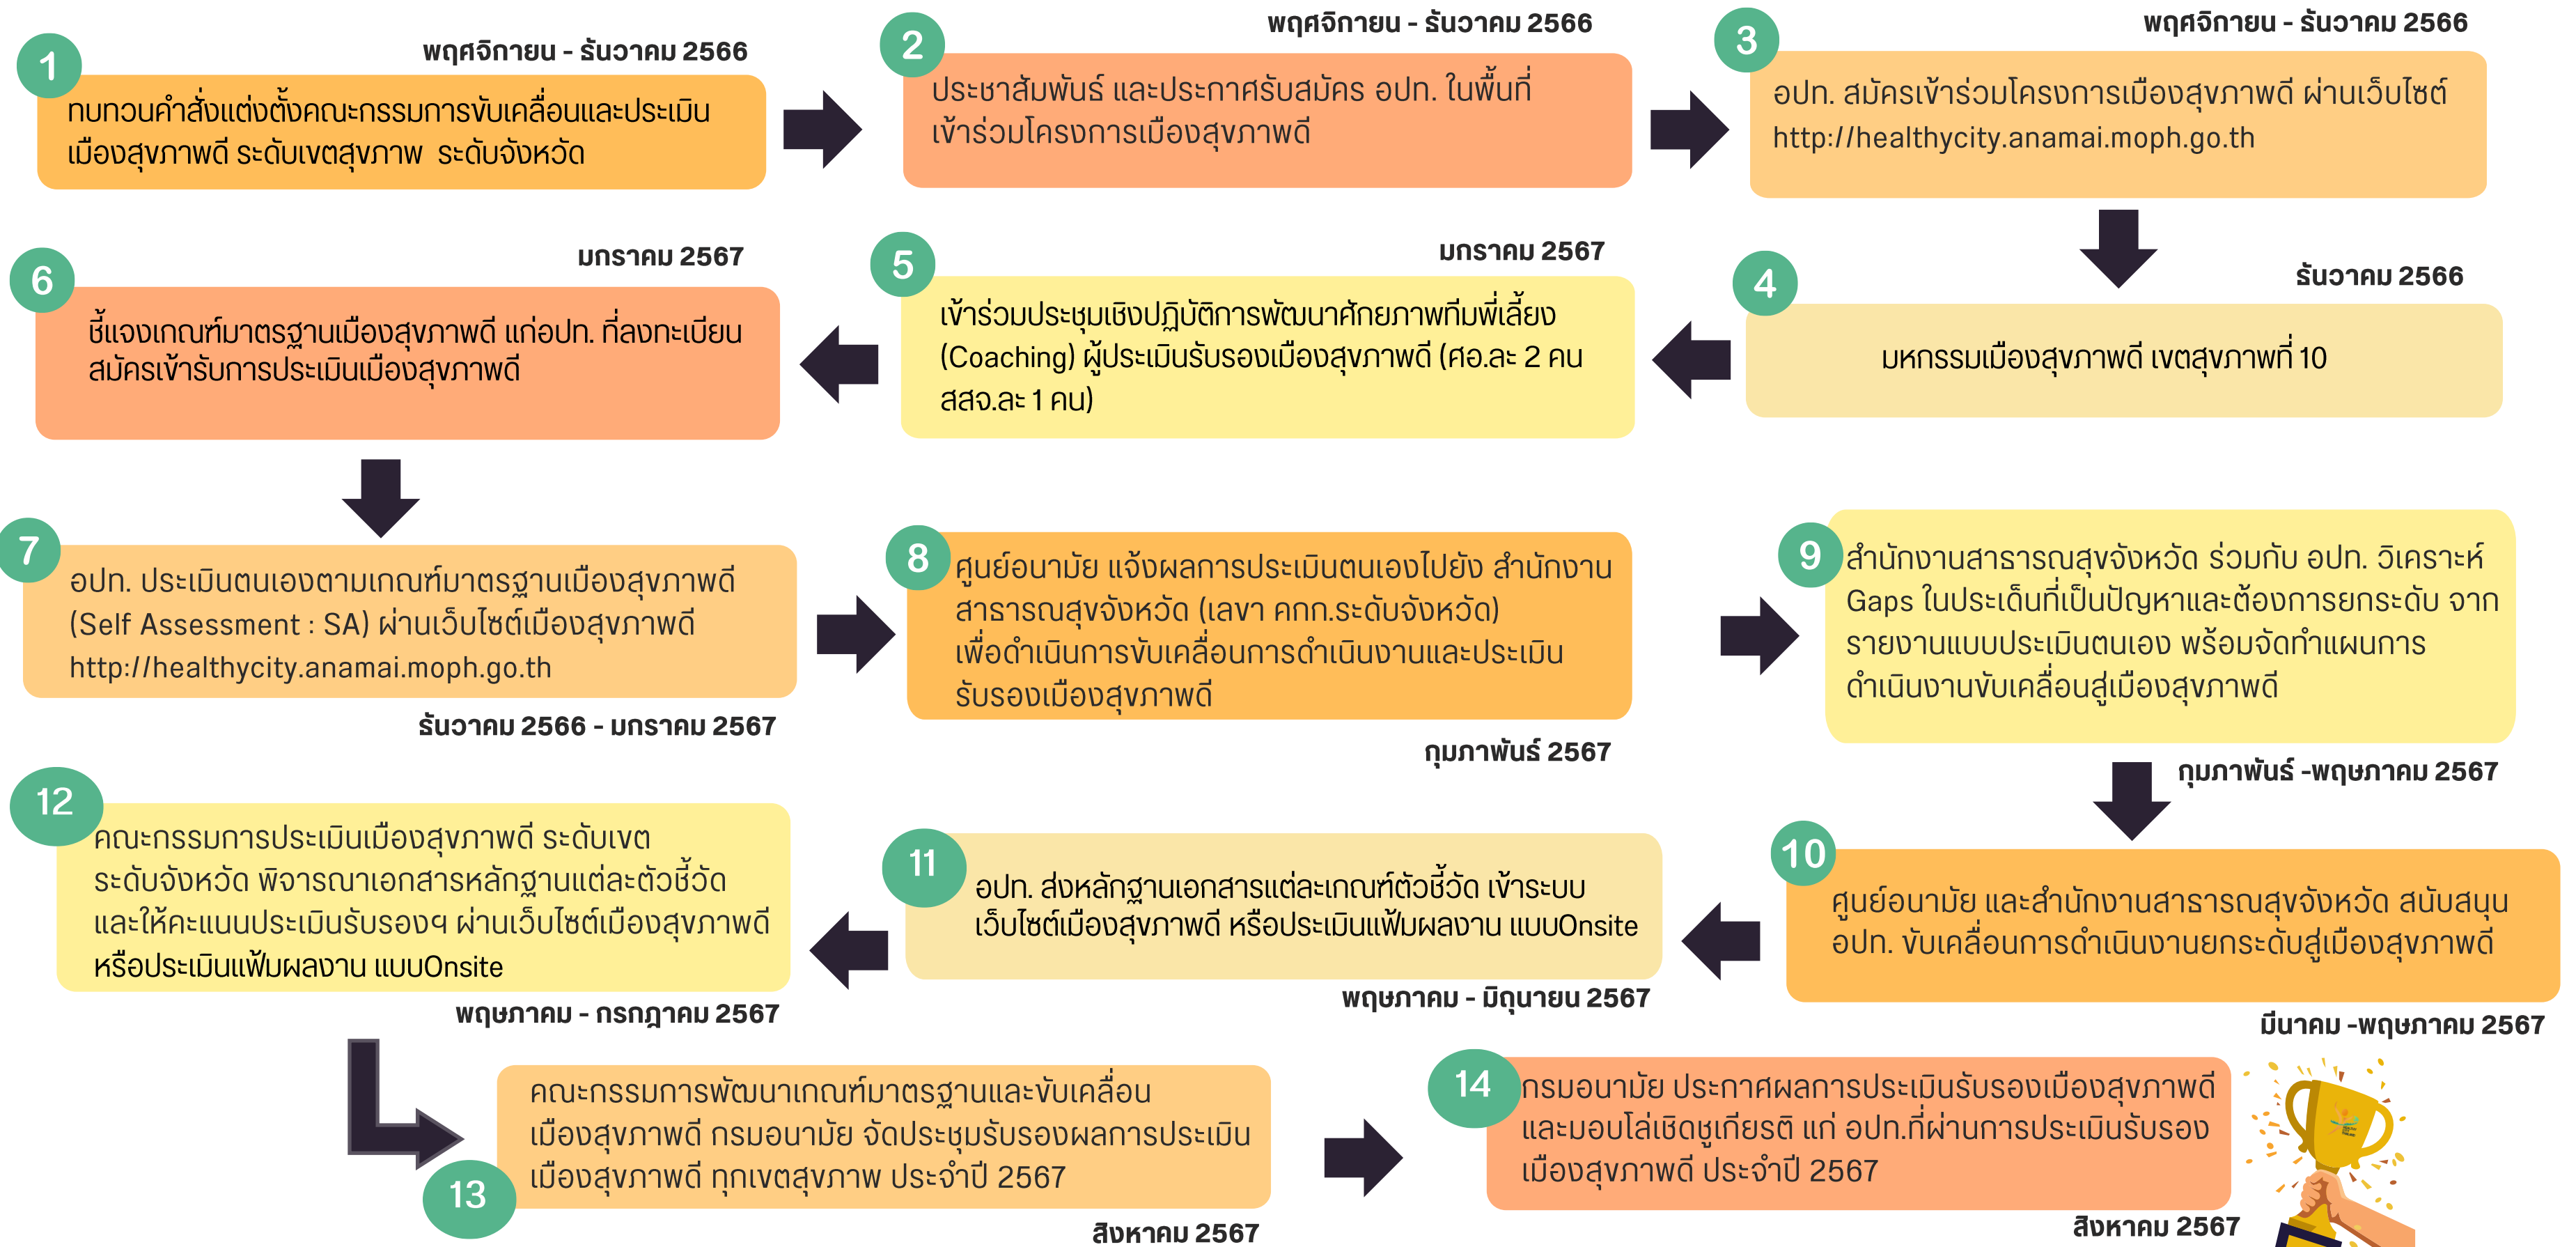 1
พฤศจิกายน - ธันวาคม 2566
ทบทวนคำสั่งแต่งตั้งคณะกรรมการขับเคลื่อนและประเมิน
เมืองสุขภาพดี ระดับเขตสุขภาพ ระดับจังหวัด
2
พฤศจิกายน - ธันวาคม 2566
ประชาสัมพันธ์ และประกาศรับสมัคร อปท. ในพื้นที่
เข้าร่วมโครงการเมืองสุขภาพดี
3
พฤศจิกายน - ธันวาคม 2566
อปท. สมัครเข้าร่วมโครงการเมืองสุขภาพดี ผ่านเว็บไซต์
http://healthycity.anamai.moph.go.th
4
ธันวาคม 2566
มหกรรมเมืองสุขภาพดี เขตสุขภาพที่ 10
5
มกราคม 2567
เข้าร่วมประชุมเชิงปฏิบัติการพัฒนาศักยภาพทีมพี่เลี้ยง
(Coaching) ผู้ประเมินรับรองเมืองสุขภาพดี (ศอ.ละ 2 คน
สสจ.ละ 1 คน)
6
มกราคม 2567
ชี้แจงเกณฑ์มาตรฐานเมืองสุขภาพดี แก่อปท. ที่ลงทะเบียน
สมัครเข้ารับการประเมินเมืองสุขภาพดี
7
อปท. ประเมินตนเองตามเกณฑ์มาตรฐานเมืองสุขภาพดี
(Self Assessment : SA) ผ่านเว็บไซต์เมืองสุขภาพดี
http://healthycity.anamai.moph.go.th
ธันวาคม 2566 - มกราคม 2567
8
ศูนย์อนามัย แจ้งผลการประเมินตนเองไปยัง สำนักงาน
สาธารณสุขจังหวัด (เลขา คกก.ระดับจังหวัด)
เพื่อดำเนินการขับเคลื่อนการดำเนินงานและประเมิน
รับรองเมืองสุขภาพดี
กุมภาพันธ์ 2567
9
สำนักงานสาธารณสุขจังหวัด ร่วมกับ อปท. วิเคราะห์
Gaps ในประเด็นที่เป็นปัญหาและต้องการยกระดับ จาก
รายงานแบบประเมินตนเอง พร้อมจัดทำแผนการ
ดำเนินงานขับเคลื่อนสู่เมืองสุขภาพดี
กุมภาพันธ์ -พฤษภาคม 2567
10
ศูนย์อนามัย และสำนักงานสาธารณสุขจังหวัด สนับสนุน
อปท. ขับเคลื่อนการดำเนินงานยกระดับสู่เมืองสุขภาพดี
มีนาคม -พฤษภาคม 2567
11
อปท. ส่งหลักฐานเอกสารแต่ละเกณฑ์ตัวชี้วัด เข้าระบบ
เว็บไซต์เมืองสุขภาพดี หรือประเมินแฟ้มผลงาน แบบOnsite
พฤษภาคม - มิถุนายน 2567
12
คณะกรรมการประเมินเมืองสุขภาพดี ระดับเขต
ระดับจังหวัด พิจารณาเอกสารหลักฐานแต่ละตัวชี้วัด
และให้คะแนนประเมินรับรองฯ ผ่านเว็บไซต์เมืองสุขภาพดี
หรือประเมินแฟ้มผลงาน แบบOnsite
พฤษภาคม - กรกฎาคม 2567
13
คณะกรรมการพัฒนาเกณฑ์มาตรฐานและขับเคลื่อน
เมืองสุขภาพดี กรมอนามัย จัดประชุมรับรองผลการประเมิน
เมืองสุขภาพดี ทุกเขตสุขภาพ ประจำปี 2567
สิงหาคม 2567
14
กรมอนามัย ประกาศผลการประเมินรับรองเมืองสุขภาพดี
และมอบโล่เชิดชูเกียรติ แก่ อปท.ที่ผ่านการประเมินรับรอง
เมืองสุขภาพดี ประจำปี 2567
สิงหาคม 2567